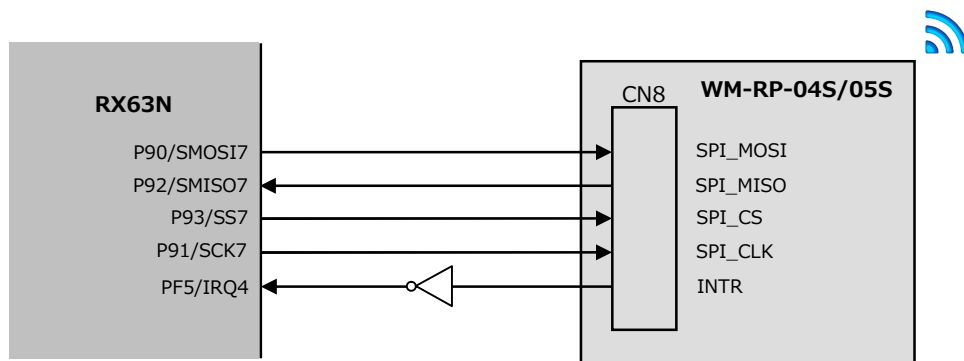 RX63N
P90/SMOSI7
P92/SMISO7
P93/SS7
P91/SCK7
PF5/IRQ4
CN8
WM-RP-04S/05S
SPI_MOSI
SPI_MISO
SPI_CS
SPI_CLK
INTR